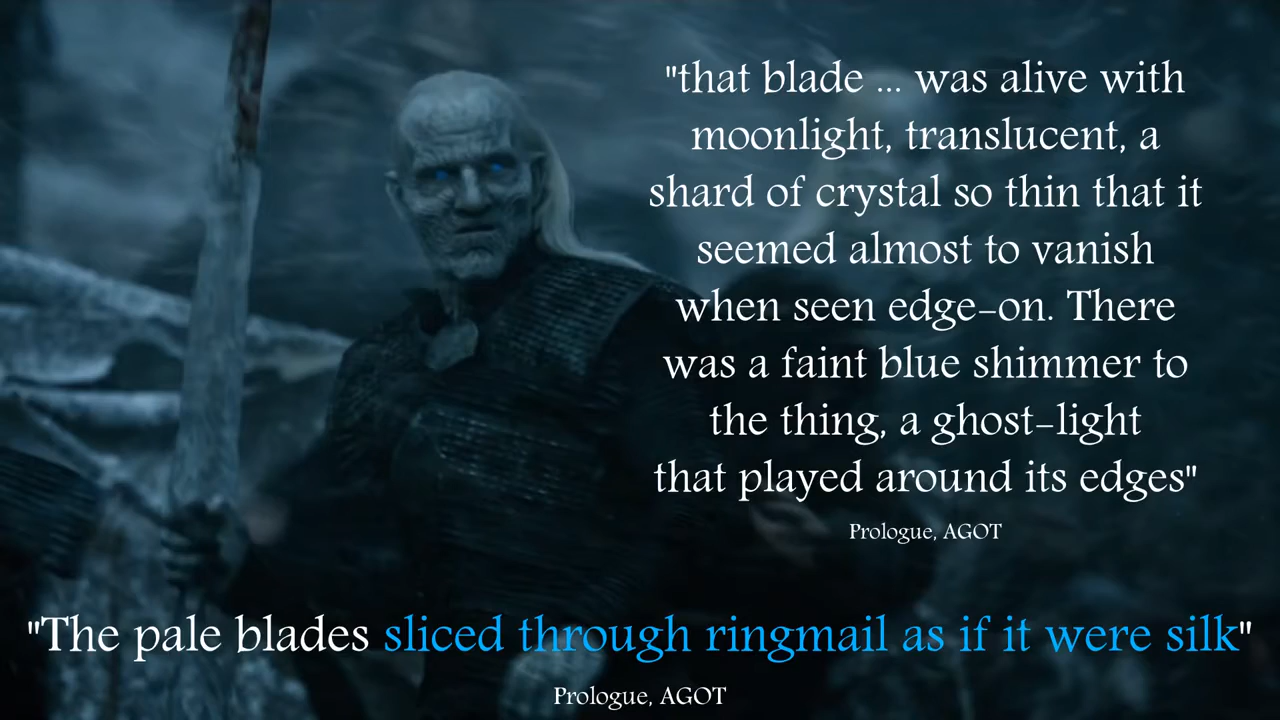 "that blade ... was alive with
moonlight, translucent, a
shard of crystal so thin that it
seemed almost to vanish
when seen edge-on. There
was a faint blue shimmer to
the thing, a ghost-light
that played around its edges"
Prologue, AGOT
"The pale blades sliced through ringmail as if it were silk"
Prologue, AGOT